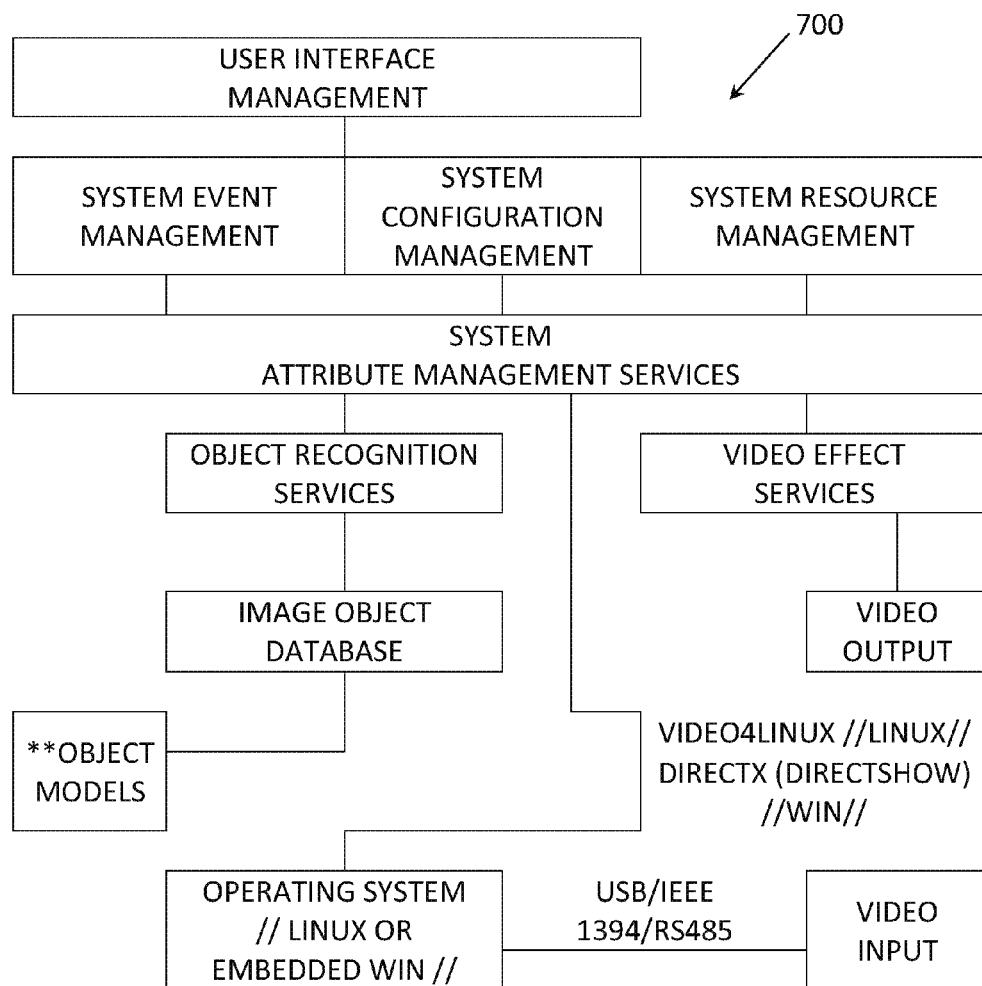 700
USER INTERFACE
MANAGEMENT
SYSTEM EVENT
MANAGEMENT
SYSTEM
CONFIGURATION
MANAGEMENT
SYSTEM RESOURCE
MANAGEMENT
SYSTEM
ATTRIBUTE MANAGEMENT SERVICES
OBJECT RECOGNITION
SERVICES
VIDEO EFFECT
SERVICES
IMAGE OBJECT
DATABASE
VIDEO
OUTPUT
**OBJECT
MODELS
VIDEO4LINUX //LINUX//
DIRECTX (DIRECTSHOW)
//WIN//
OPERATING SYSTEM
// LINUX OR
EMBEDDED WIN //
USB/IEEE
1394/RS485
VIDEO
INPUT